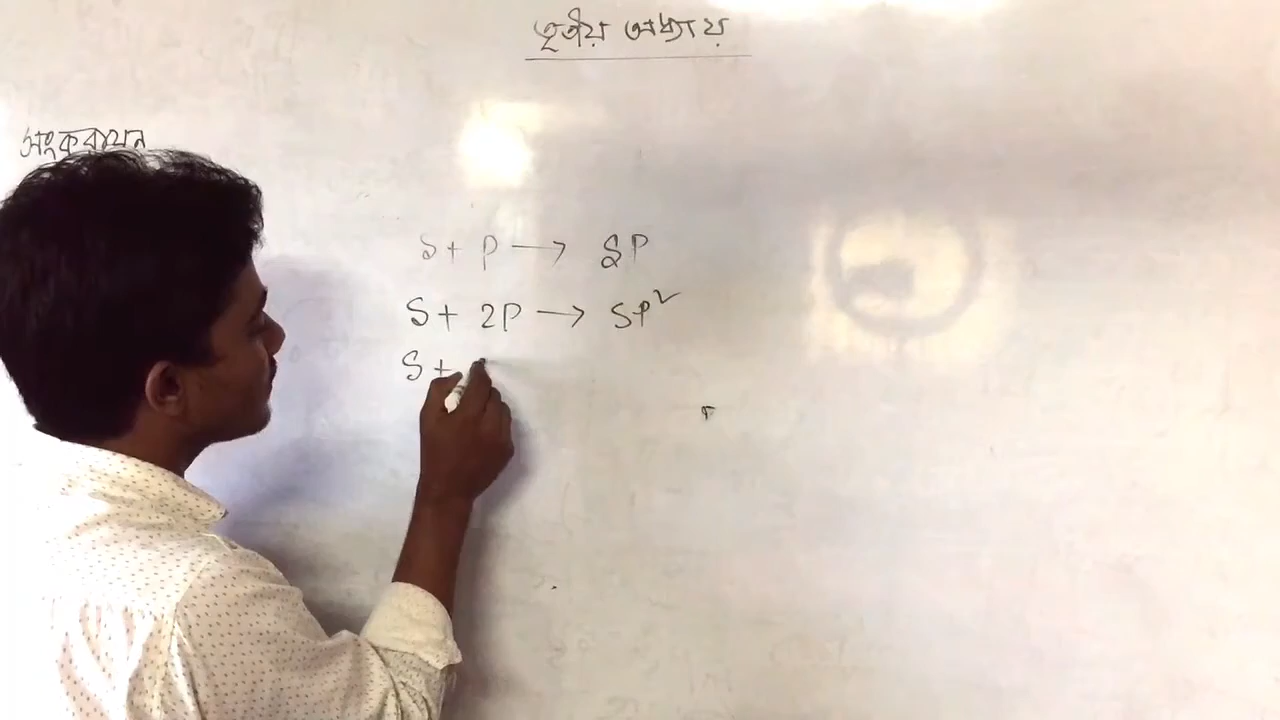 তৃতীয় অধ্যায়
সংকরায়ন
S + P → SP
S + 2P → SP²
S +